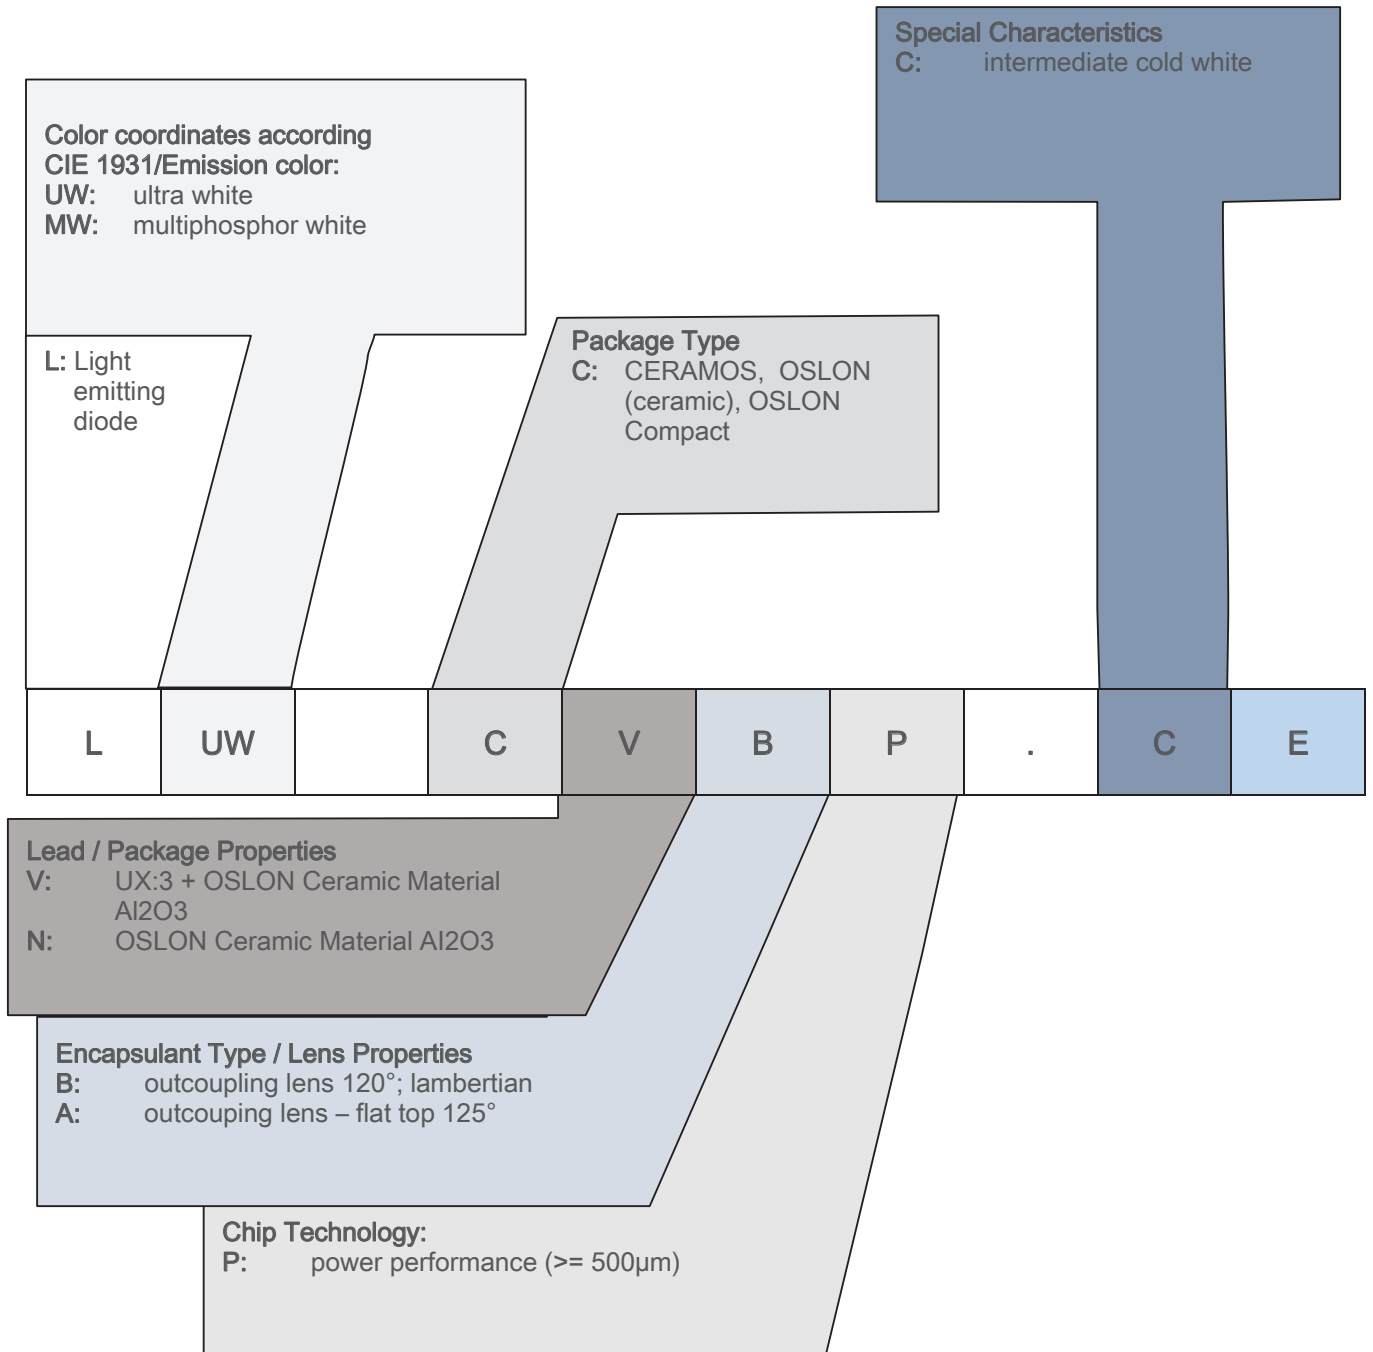 Special Characteristics
C: intermediate cold white
Color coordinates according
CIE 1931/Emission color:
UW: ultra white
MW: multiphosphor white
L: Light
emitting
diode
Package Type
C: CERAMOS, OSLON
(ceramic), OSLON
Compact
L UW C V B P . C E
Lead / Package Properties
V: UX:3 + OSLON Ceramic Material
Al2O3
N: OSLON Ceramic Material AI2O3
Encapsulant Type / Lens Properties
B: outcoupling lens 120°; lambertian
A: outcouping lens – flat top 125°
Chip Technology:
P: power performance (>= 500µm)